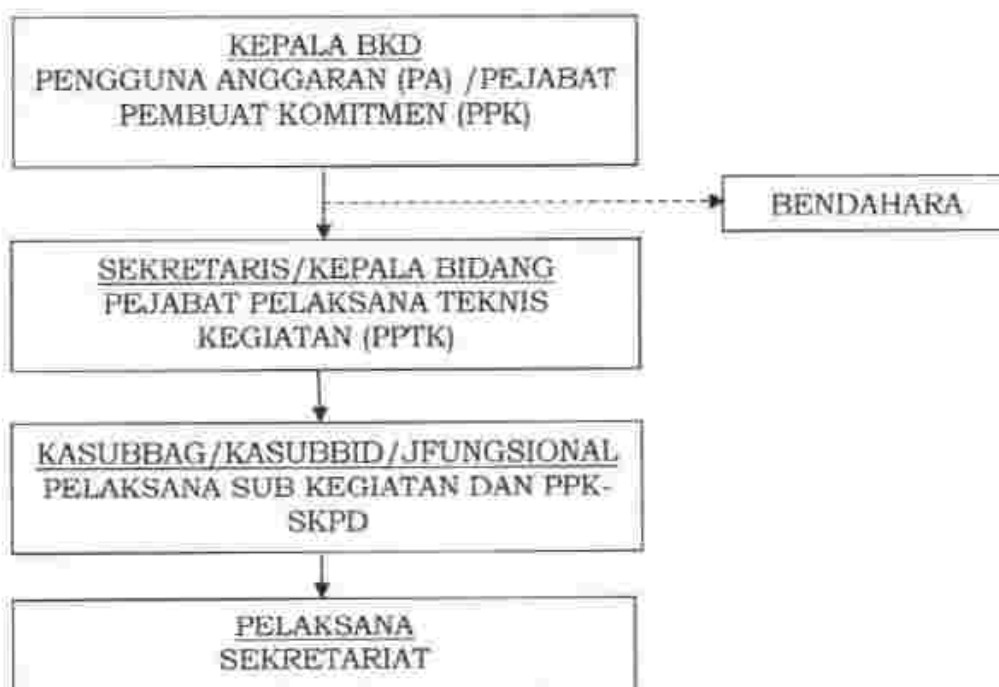 KEPALA BKD
PENGGUNA ANGGARAN (PA) /PEJABAT
PEMBUAT KOMITMEN (PPK)
BENDAHARA
SEKRETARIS/KEPALA BIDANG
PEJABAT PELAKSANA TEKNIS
KEGIATAN (PPTK)
KASUBBAG/KASUBBID/JFUNGSIONAL
PELAKSANA SUB KEGIATAN DAN PPK-
SKPD
PELAKSANA
SEKRETARIAT